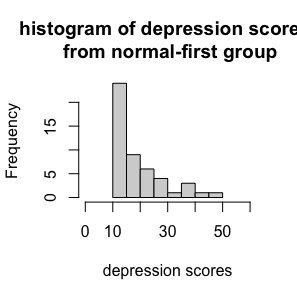 histogram of depression score
from normal-first group
Frequency
15
5
0
0 10 30 50
depression scores